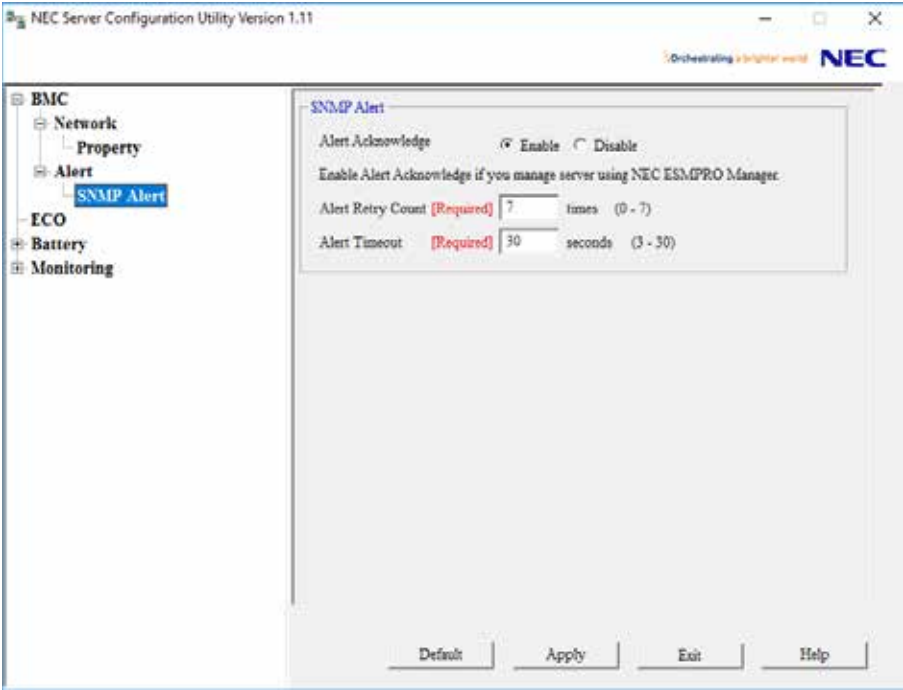 NEC Server Configuration Utility Version 1.11
Orchestrating a brighter world NEC
BMC
Network
Property
Alert
SNMP Alert
ECO
Battery
Monitoring
SNMP Alert
Alert Acknowledge Enable Disable
Enable Alert Acknowledge if you manage server using NEC ESMPRO Manager.
Alert Retry Count [Required] 7 times (0 - 7)
Alert Timeout [Required] 30 seconds (3 - 30)
Default Apply Exit Help